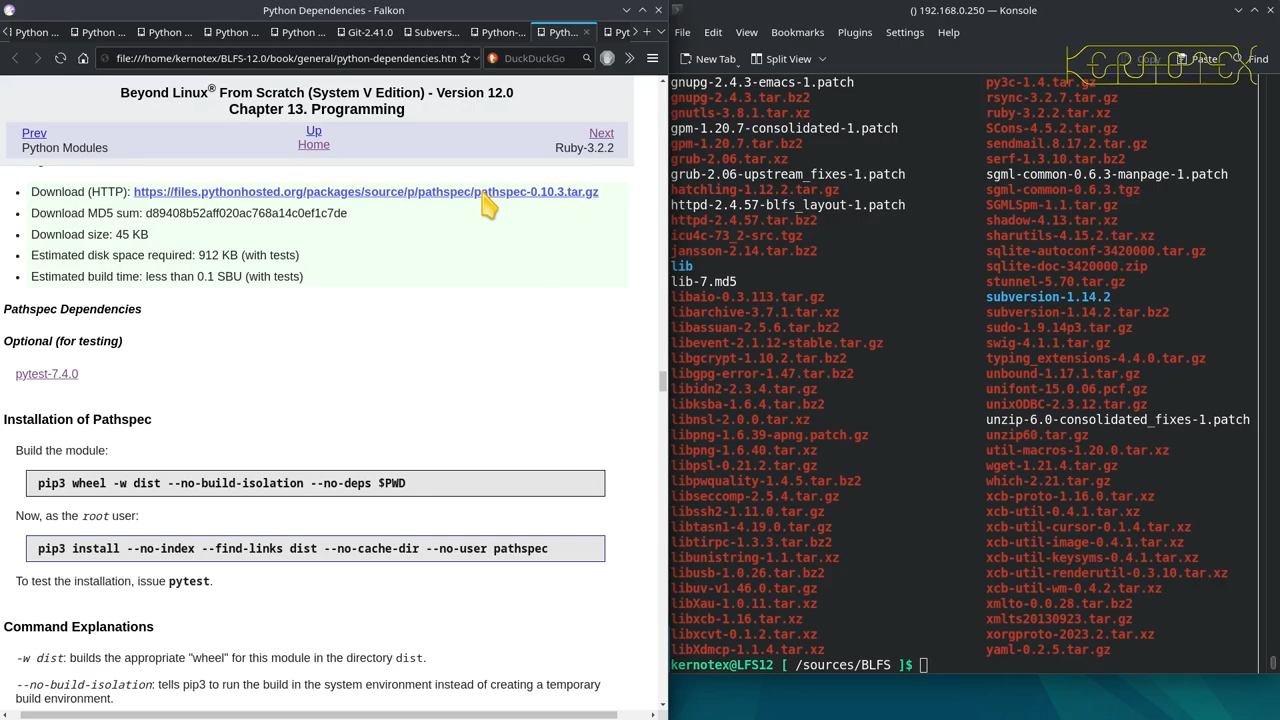 Python Dependencies - Falkon
Python ...
Python ...
Python ...
Python ...
Python ...
Git-2.41.0
Subvers...
Python-...
Pyth...
Pyt
file:///home/kernotex/BLFS-12.0/book/general/python-dependencies.htm
DuckDuckGo
Beyond Linux® From Scratch (System V Edition) - Version 12.0
Chapter 13. Programming
Prev Up Next
Python Modules Home Ruby-3.2.2
Download (HTTP): https://files.pythonhosted.org/packages/source/p/pathspec/pathspec-0.10.3.tar.gz
Download MD5 sum: d89408b52aff020ac768a14c0ef1c7de
Download size: 45 KB
Estimated disk space required: 912 KB (with tests)
Estimated build time: less than 0.1 SBU (with tests)
Pathspec Dependencies
Optional (for testing)
pytest-7.4.0
Installation of Pathspec
Build the module:
pip3 wheel -w dist --no-build-isolation --no-deps $PWD
Now, as the root user:
pip3 install --no-index --find-links dist --no-cache-dir --no-user pathspec
To test the installation, issue pytest.
Command Explanations
-w dist: builds the appropriate "wheel" for this module in the directory dist.
--no-build-isolation: tells pip3 to run the build in the system environment instead of creating a temporary
build environment.
() 192.168.0.250 — Konsole
File Edit View Bookmarks Plugins Settings Help
New Tab Split View Copy Paste Find
KERNOTEX
gnupg-2.4.3-emacs-1.patch py3c-1.4.tar.gz
gnupg-2.4.3.tar.bz2 rsync-3.2.7.tar.gz
gnutls-3.8.1.tar.xz ruby-3.2.2.tar.xz
gpm-1.20.7-consolidated-1.patch SCons-4.5.2.tar.gz
gpm-1.20.7.tar.bz2 sendmail.8.17.2.tar.gz
grub-2.06.tar.xz serf-1.3.10.tar.bz2
grub-2.06-upstream_fixes-1.patch sgml-common-0.6.3-manpage-1.patch
hatchling-1.12.2.tar.gz sgml-common-0.6.3.tgz
httpd-2.4.57-blfs_layout-1.patch SGMLSpm-1.1.tar.gz
httpd-2.4.57.tar.bz2 shadow-4.13.tar.xz
icu4c-73_2-src.tgz sharutils-4.15.2.tar.xz
jansson-2.14.tar.bz2 sqlite-autoconf-3420000.tar.gz
lib sqlite-doc-3420000.zip
lib-7.md5 stunnel-5.70.tar.gz
libaio-0.3.113.tar.gz subversion-1.14.2
libarchive-3.7.1.tar.xz subversion-1.14.2.tar.bz2
libassuan-2.5.6.tar.bz2 sudo-1.9.14p3.tar.gz
libevent-2.1.12-stable.tar.gz swig-4.1.1.tar.gz
libgcrypt-1.10.2.tar.bz2 typing_extensions-4.4.0.tar.gz
libgpg-error-1.47.tar.bz2 unbound-1.17.1.tar.gz
libidn2-2.3.4.tar.gz unifont-15.0.06.pcf.gz
libksba-1.6.4.tar.bz2 unixODBC-2.3.12.tar.gz
libnsl-2.0.0.tar.xz unzip-6.0-consolidated_fixes-1.patch
libpng-1.6.39-apng.patch.gz unzip60.tar.gz
libpng-1.6.40.tar.xz util-macros-1.20.0.tar.xz
libpsl-0.21.2.tar.gz wget-1.21.4.tar.gz
libpwquality-1.4.5.tar.bz2 which-2.21.tar.gz
libseccomp-2.5.4.tar.gz xcb-proto-1.16.0.tar.xz
libssh2-1.11.0.tar.gz xcb-util-0.4.1.tar.xz
libtasn1-4.19.0.tar.gz xcb-util-cursor-0.1.4.tar.xz
libtirpc-1.3.3.tar.bz2 xcb-util-image-0.4.1.tar.xz
libunistring-1.1.tar.xz xcb-util-keysyms-0.4.1.tar.xz
libusb-1.0.26.tar.bz2 xcb-util-renderutil-0.3.10.tar.xz
libuv-v1.46.0.tar.gz xcb-util-wm-0.4.2.tar.xz
libXau-1.0.11.tar.xz xmlto-0.0.28.tar.bz2
libxcb-1.16.tar.xz xmlts20130923.tar.gz
libxcvt-0.1.2.tar.xz xorgproto-2023.2.tar.xz
libXdmcp-1.1.4.tar.xz yaml-0.2.5.tar.gz
kernotex@LFS12 [ /sources/BLFS ]$